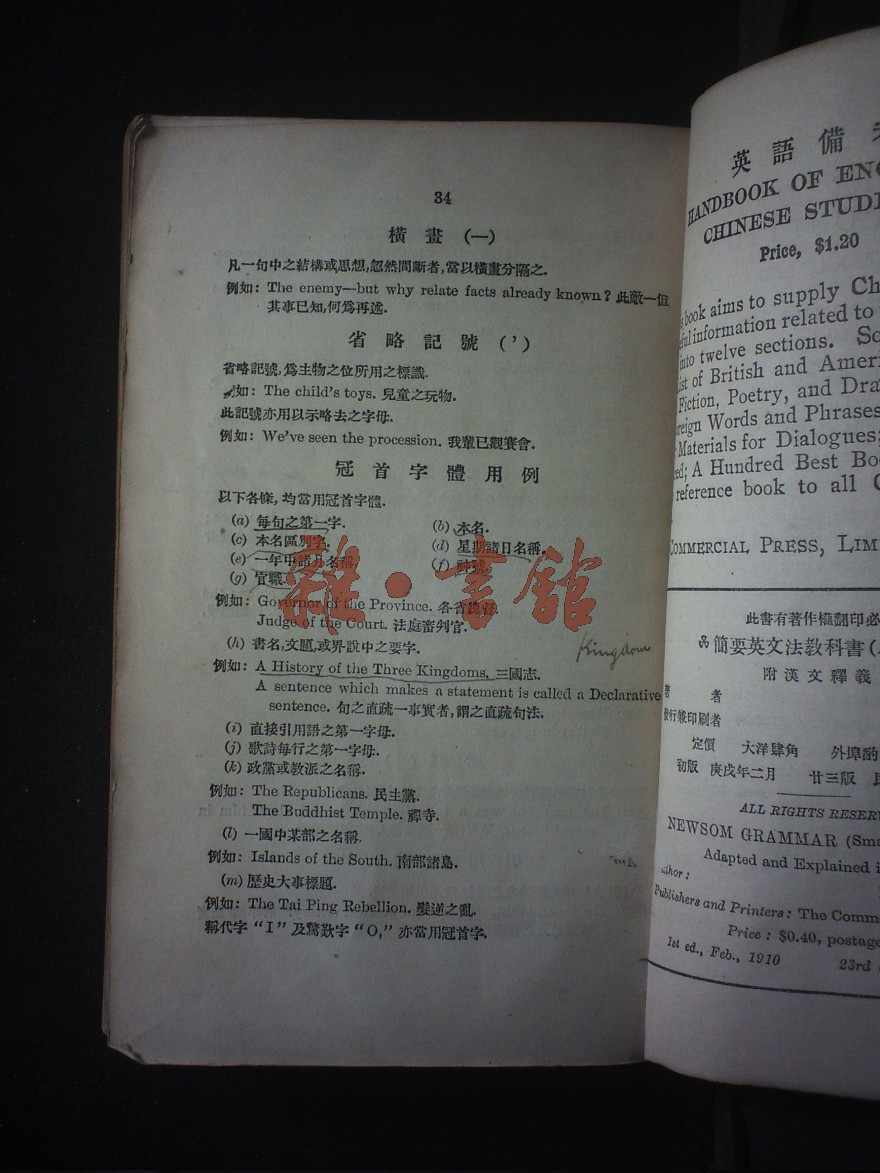 34
橫畫 (—)
凡一句中之結構或思想,忽然間斷者,當以橫畫分隔之.
例如: The enemy—but why relate facts already known? 此敵—但
其事已知,何爲再述.
省略記號 (’)
省略記號,爲主物之位所用之標識.
例如: The child's toys. 兒童之玩物.
此記號亦用以示略去之字母.
例如: We've seen the procession. 我輩已觀賽會.
冠首字體用例
以下各條,均當用冠首字體.
(a) 每句之第一字. (b) 本名.
(c) 本名區別字. (d) 星期諸日名稱.
(e) 一年中諸月名稱. (f) 神號.
(g) 官職.
雜·書館
例如: Governor of the Province. 各省總督.
Judge of the Court. 法庭審判官.
(h) 書名,文題,或界說中之要字.
Kingdom
例如: A History of the Three Kingdoms. 三國志.
A sentence which makes a statement is called a Declarative
sentence. 句之直疏一事實者,謂之直疏句法.
(i) 直接引用語之第一字母.
(j) 歌詩每行之第一字母.
(k) 政黨或教派之名稱.
例如: The Republicans. 民主黨.
The Buddhist Temple. 禪寺.
(l) 一國中某部之名稱.
例如: Islands of the South. 南部諸島.
(m) 歷史大事標題.
例如: The Tai Ping Rebellion. 髮逆之亂.
稱代字 “I” 及驚歎字 “O,” 亦當用冠首字.
英語備
HANDBOOK OF
CHINESE
Price, $1.20
book aims to supply
information related to
into twelve sections.
of British and
Fiction, Poetry, and
Words and Phrases
Materials for Dialogues;
A Hundred Best
reference book to all
COMMERCIAL PRESS,
此書有著作權翻印必
簡要英文法教科書
附漢文釋義
著者
發行兼印刷者
定價 大洋肆角 外埠酌
初版 庚戌年二月 廿三版
ALL RIGHTS
NEWSOM GRAMMAR
Adapted and Explained
Publishers and Printers: The
Price: $0.40, postage
1st ed., Feb., 1910 23rd